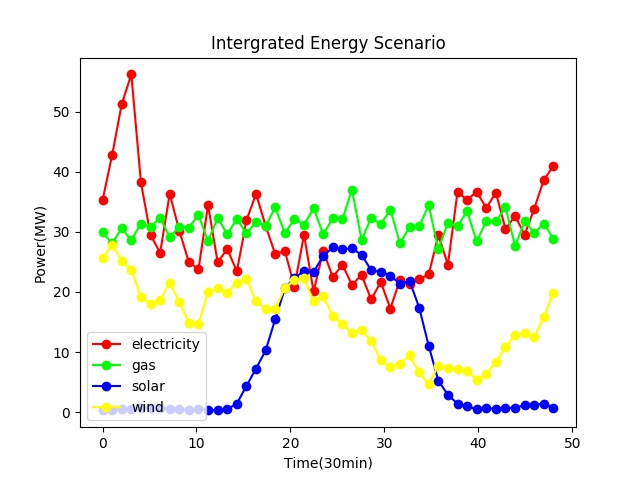 Intergrated Energy Scenario
Power(MW)
50
40
30
20
10
0
electricity
gas
solar
wind
0 10 20 30 40 50
Time(30min)